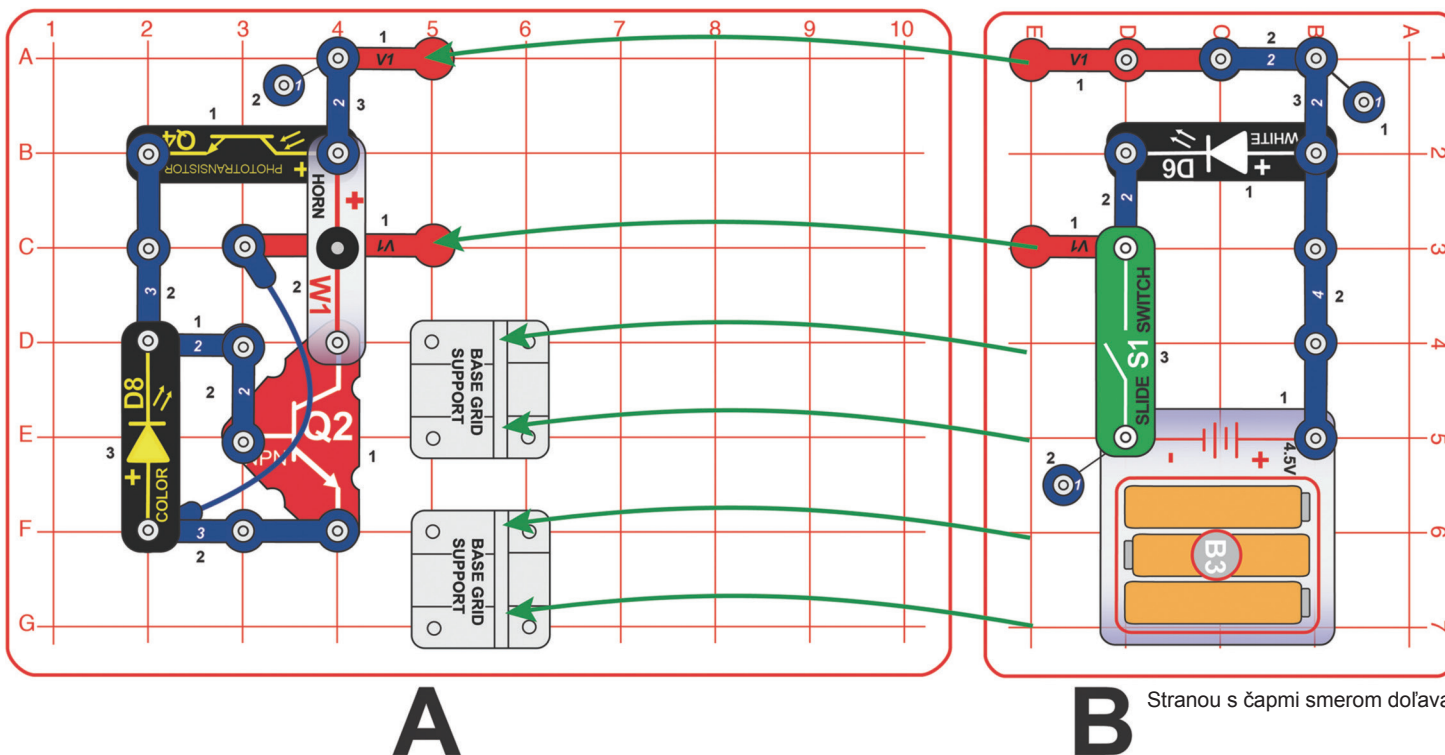 1 2 3 4 5 6 7 8 9 10
E D C B A
A
1
V1
2
1
2
3
V1
1
2
2
3
2
1
1
1
Q4
PHOTOTRANSISTOR
+
B
HORN
+
D6
WHITE
+
1
2
2
2
C
1
V1
3
2
2
W1
1
V1
3
4
2
D
1
2
2
2
D8
+
COLOR
3
BASE GRID
SUPPORT
SLIDE S1 SWITCH
3
4
E
Q2
NPN
1
1
-
+
4.5V
5
2
1
F
3
2
BASE GRID
SUPPORT
B3
6
G
7
A
B
Stranou s čapmi smerom doľava